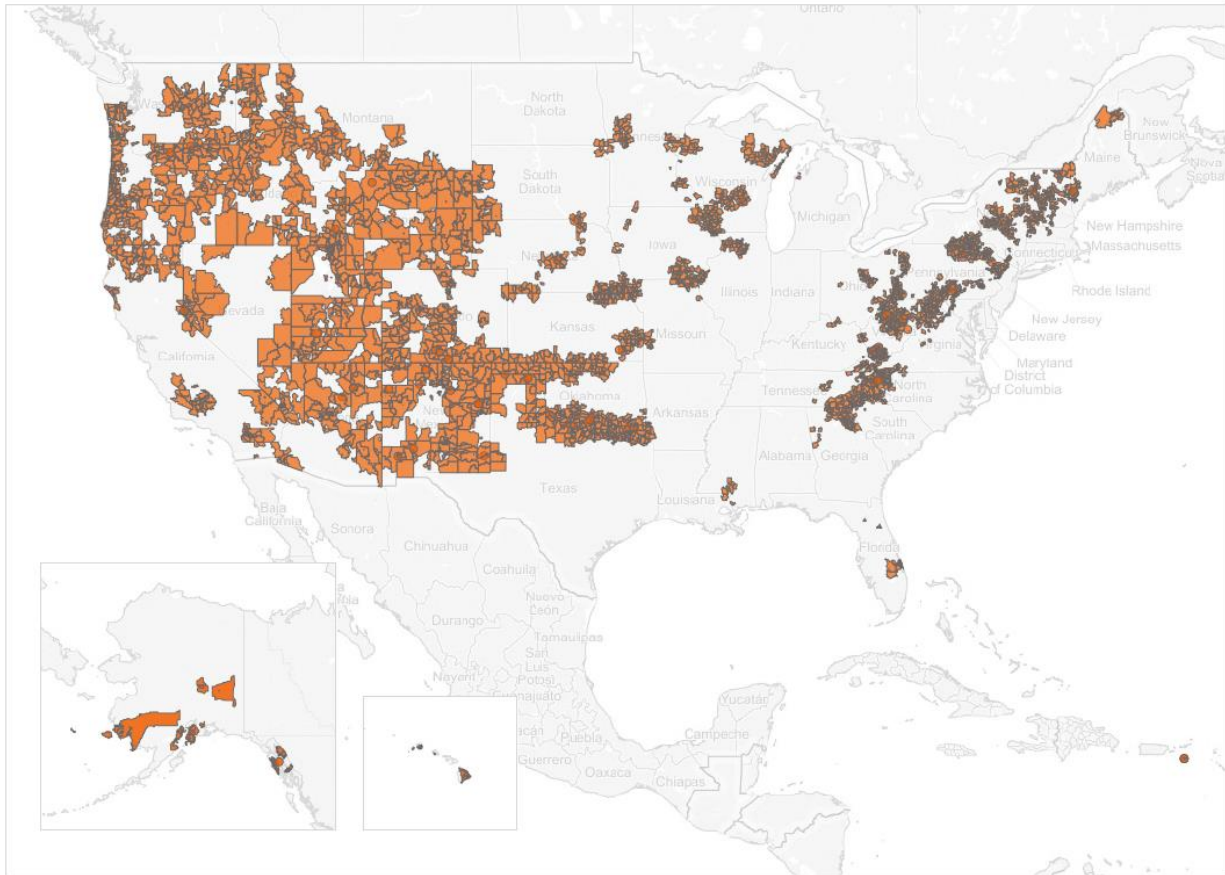 Ontario
North
Dakota
Montana
New
Brunswick
Maine
Nova
Scotia
South
Dakota
Wisconsin
Michigan
New Hampshire
Massachusetts
Connecticut
Iowa
Pennsylvania
Rhode Island
Illinois
Indiana
Ohio
New Jersey
Kansas
Missouri
Delaware
Kentucky
Virginia
Maryland
District
of Columbia
California
Oklahoma
Tennessee
North
Carolina
Arkansas
South
Carolina
Alabama
Georgia
Texas
Louisiana
Baja
California
Sonora
Chihuahua
Florida
Coahuila
Nuevo
León
Durango
Tamaulipas
San
Luis
Potosí
Nayarit
Guanajuato
Yucatán
Campeche
Puebla
Guerrero
Oaxaca
Chiapas